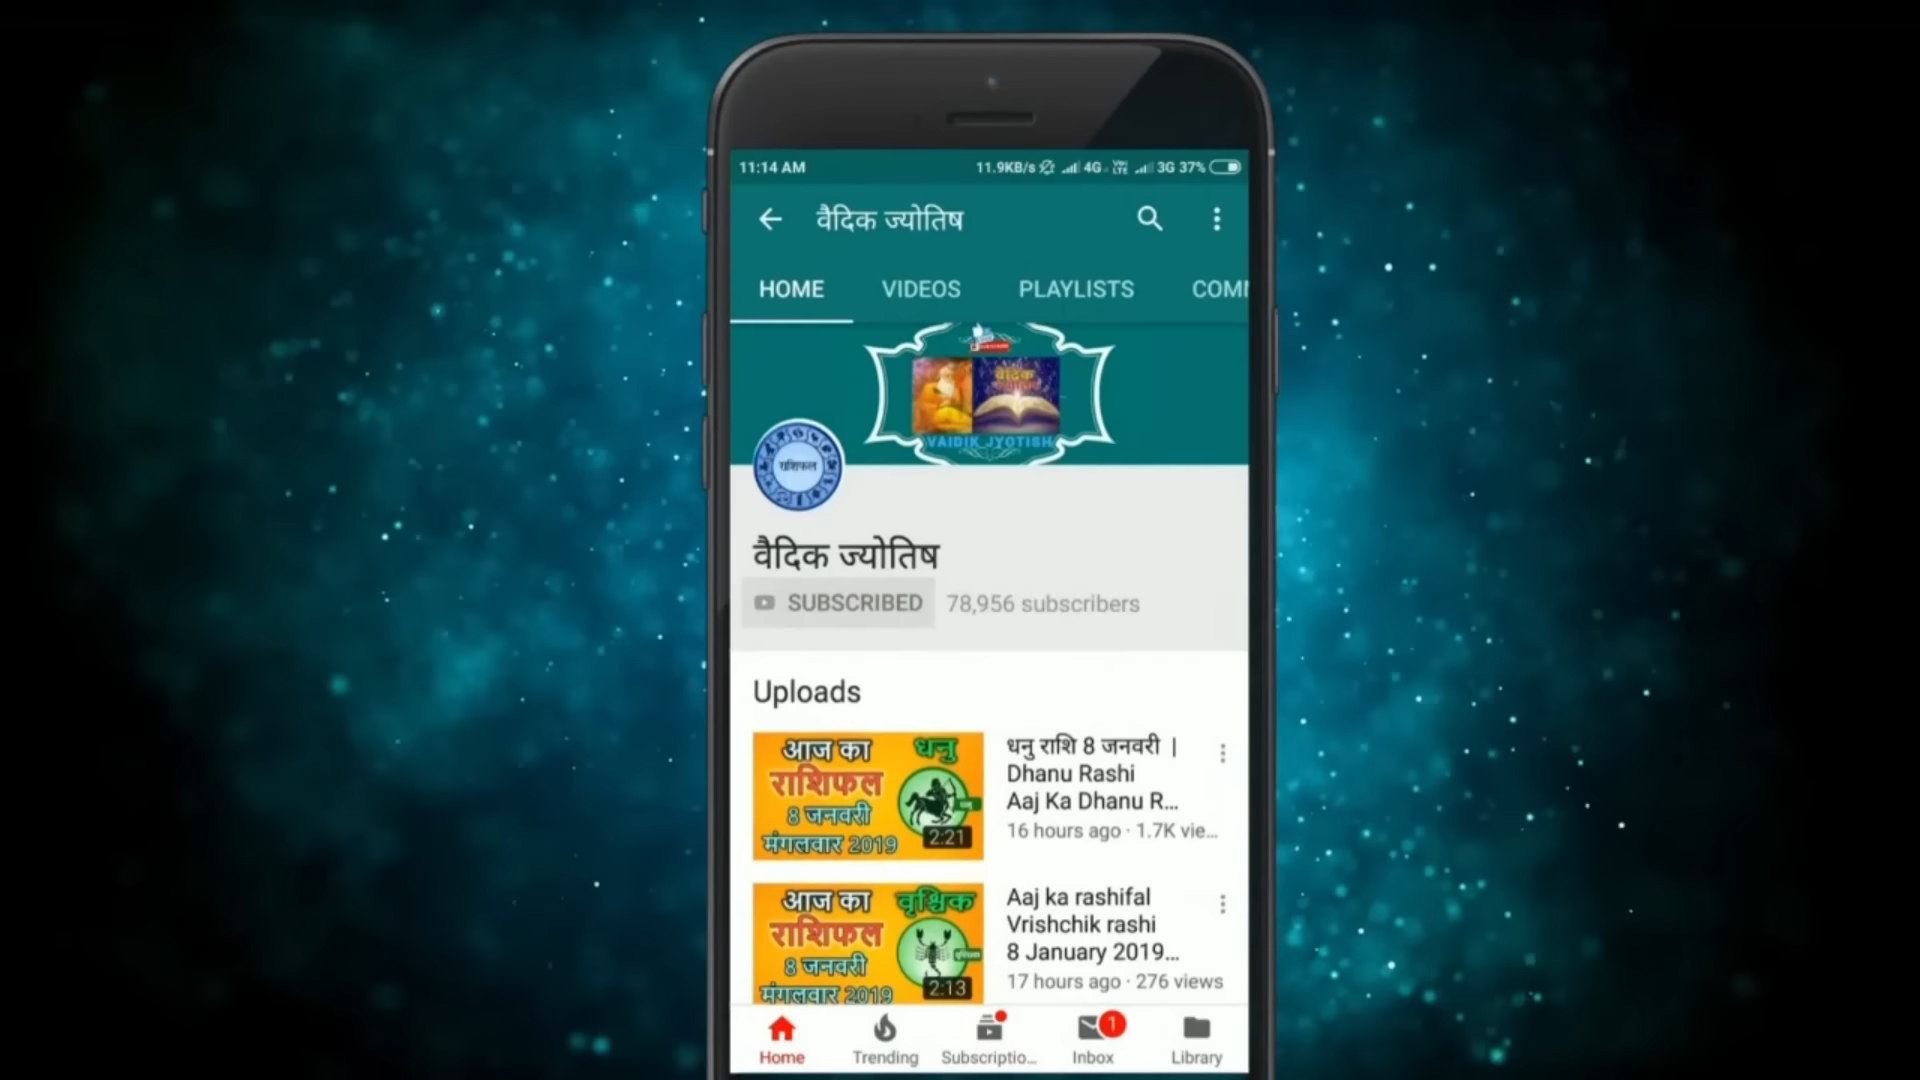 11:14 AM 11.9KB/s 4G VoLTE 3G 37%
वैदिक ज्योतिष
HOME VIDEOS PLAYLISTS COMM
वैदिक
VAIDIK JYOTISH
राशिफल
वैदिक ज्योतिष
SUBSCRIBED 78,956 subscribers
Uploads
आज का धनु
राशिफल
8 जनवरी
मंगलवार 2019
2:21
धनु राशि 8 जनवरी |
Dhanu Rashi
Aaj Ka Dhanu R...
16 hours ago · 1.7K vie...
आज का वृश्चिक
राशिफल
8 जनवरी
मंगलवार 2019
2:13
Aaj ka rashifal
Vrishchik rashi
8 January 2019...
17 hours ago · 276 views
1
Home Trending Subscriptio... Inbox Library